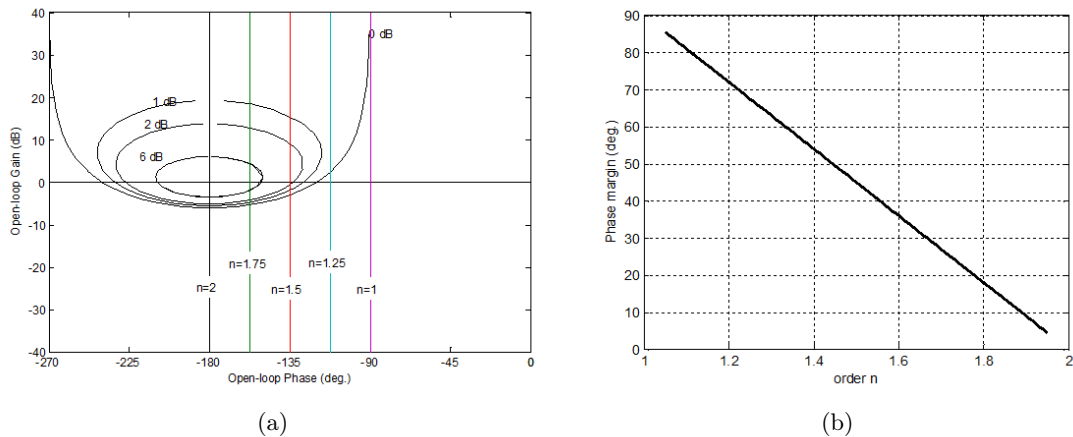 40
30
20
10
0
-10
-20
-30
-40
Open-loop Gain (dB)
0 dB
1 dB
2 dB
6 dB
n=1.75
n=1.25
n=2
n=1.5
n=1
-270
-225
-180
-135
-90
-45
0
Open-loop Phase (deg.)
(a)
90
80
70
60
50
40
30
20
10
0
Phase margin (deg.)
1
1.2
1.4
1.6
1.8
2
order n
(b)